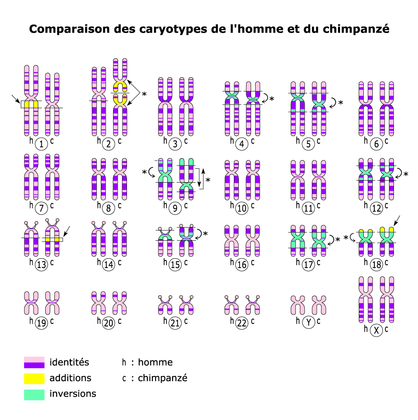 Comparaison des caryotypes de l'homme et du chimpanzé
h 1 c h 2 c h 3 c h 4 c h 5 c h 6 c
h 7 c h 8 c h 9 c h 10 c h 11 c h 12 c
h 13 c h 14 c h 15 c h 16 c h 17 c h 18 c
h 19 c h 20 c h 21 c h 22 c h Y c h X c
identités h : homme
additions c : chimpanzé
inversions